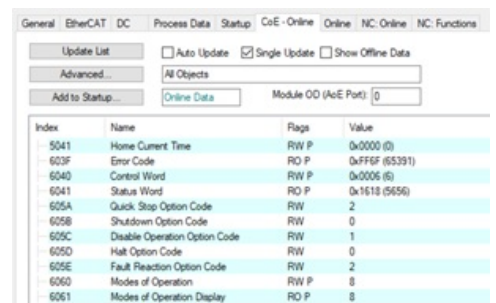 General EtherCAT DC Process Data Startup CoE - Online Online NC: Online NC: Functions
Update List Auto Update Single Update Show Offline Data
Advanced... All Objects
Add to Startup... Online Data Module OD (AoE Port): 0
Index Name Flags Value
5041 Home Current Time RW P 0x0000 (0)
603F Error Code RO P 0xFF6F (65391)
6040 Control Word RW P 0x0006 (6)
6041 Status Word RO P 0x1618 (5656)
605A Quick Stop Option Code RW 2
605B Shutdown Option Code RW 0
605C Disable Operation Option Code RW 1
605D Halt Option Code RW 0
605E Fault Reaction Option Code RW 2
6060 Modes of Operation RW P 8
6061 Modes of Operation Display RO P 8